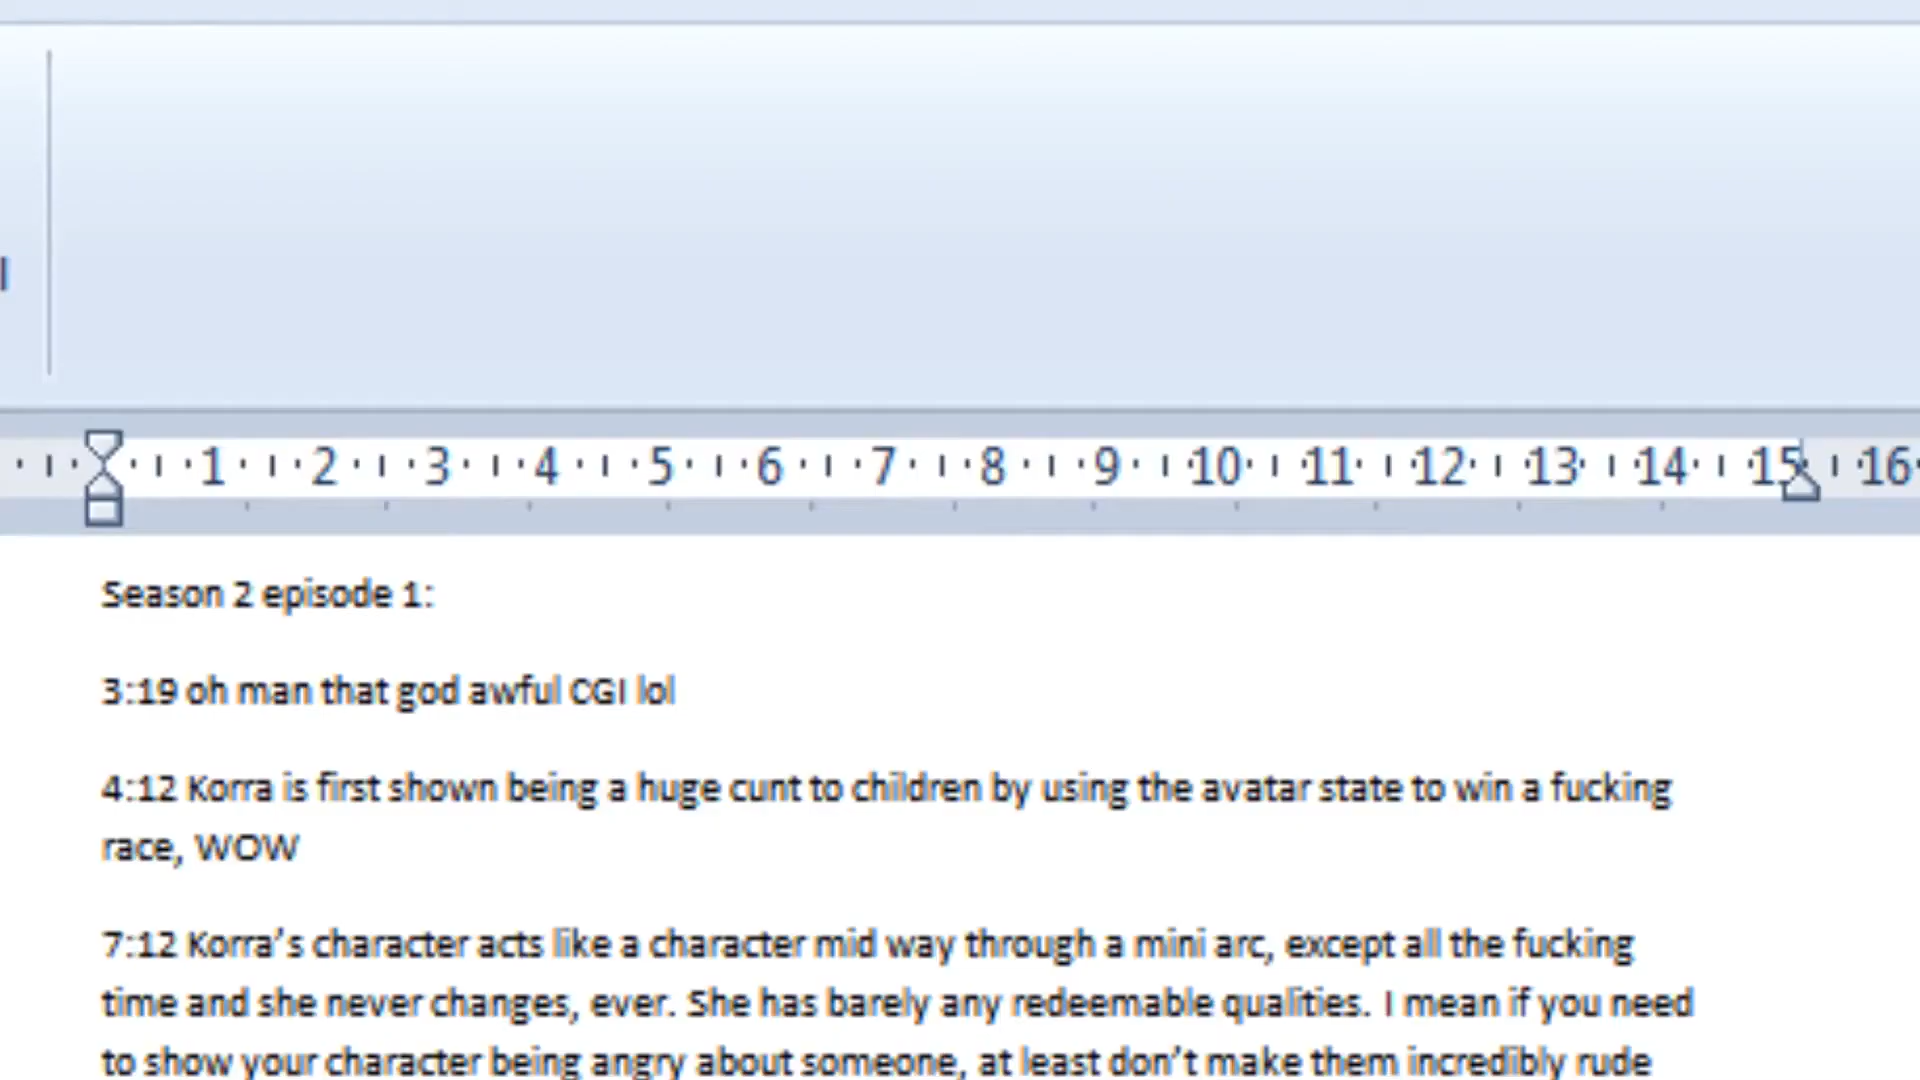 1 2 3 4 5 6 7 8 9 10 11 12 13 14 15 16
Season 2 episode 1:
3:19 oh man that god awful CGI lol
4:12 Korra is first shown being a huge cunt to children by using the avatar state to win a fucking
race, WOW
7:12 Korra’s character acts like a character mid way through a mini arc, except all the fucking
time and she never changes, ever. She has barely any redeemable qualities. I mean if you need
to show your character being angry about someone, at least don’t make them incredibly rude